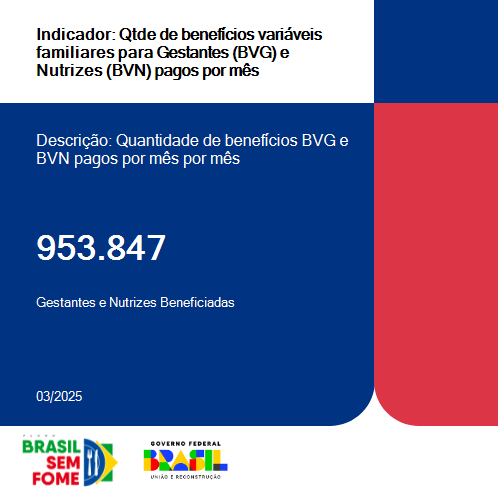 Indicador: Qtde de benefícios variáveis
familiares para Gestantes (BVG) e
Nutrizes (BVN) pagos por mês
Descrição: Quantidade de benefícios BVG e
BVN pagos por mês por mês
953.847
Gestantes e Nutrizes Beneficiadas
03/2025
PLANO
BRASIL
SEM
FOME
GOVERNO FEDERAL
BRASIL
UNIÃO E RECONSTRUÇÃO